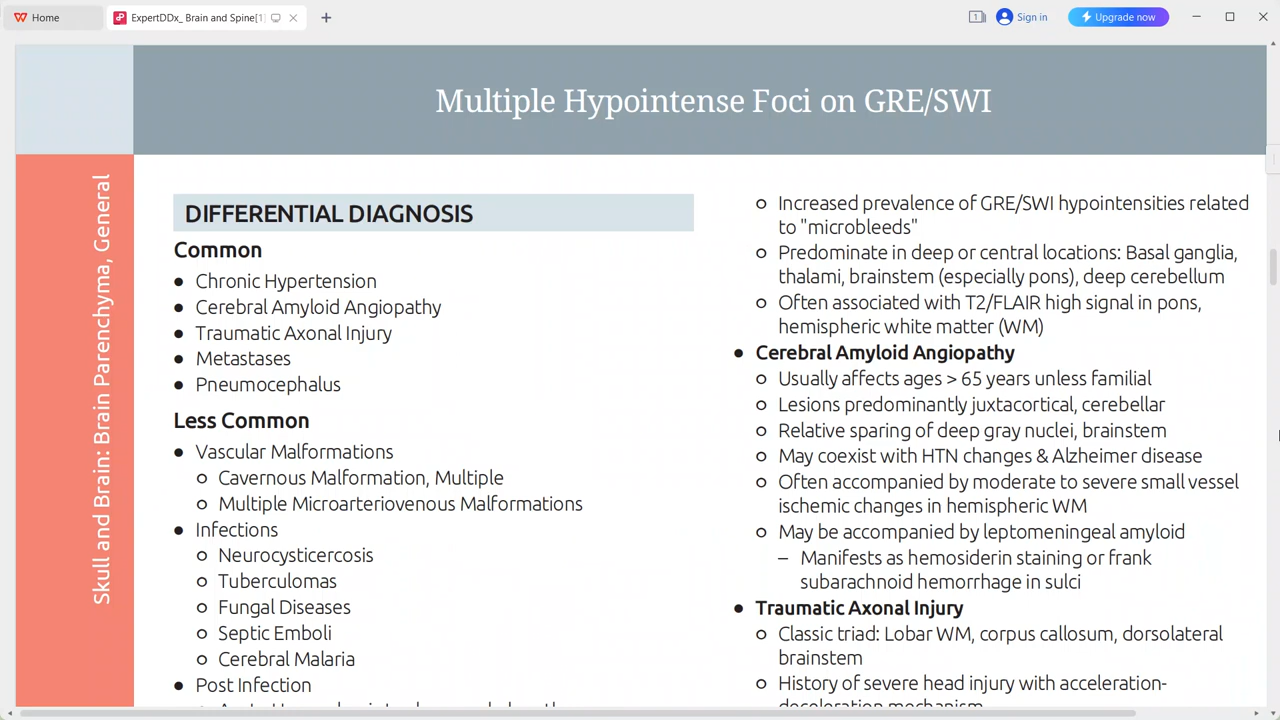 Home
ExpertDDx_ Brain and Spine[1]
1
Sign in
Upgrade now
Multiple Hypointense Foci on GRE/SWI
Skull and Brain: Brain Parenchyma, General
DIFFERENTIAL DIAGNOSIS
Common
● Chronic Hypertension
● Cerebral Amyloid Angiopathy
● Traumatic Axonal Injury
● Metastases
● Pneumocephalus
Less Common
● Vascular Malformations
○ Cavernous Malformation, Multiple
○ Multiple Microarteriovenous Malformations
● Infections
○ Neurocysticercosis
○ Tuberculomas
○ Fungal Diseases
○ Septic Emboli
○ Cerebral Malaria
● Post Infection
○ Increased prevalence of GRE/SWI hypointensities related
to "microbleeds"
○ Predominate in deep or central locations: Basal ganglia,
thalami, brainstem (especially pons), deep cerebellum
○ Often associated with T2/FLAIR high signal in pons,
hemispheric white matter (WM)
● Cerebral Amyloid Angiopathy
○ Usually affects ages > 65 years unless familial
○ Lesions predominantly juxtacortical, cerebellar
○ Relative sparing of deep gray nuclei, brainstem
○ May coexist with HTN changes & Alzheimer disease
○ Often accompanied by moderate to severe small vessel
ischemic changes in hemispheric WM
○ May be accompanied by leptomeningeal amyloid
– Manifests as hemosiderin staining or frank
subarachnoid hemorrhage in sulci
● Traumatic Axonal Injury
○ Classic triad: Lobar WM, corpus callosum, dorsolateral
brainstem
○ History of severe head injury with acceleration-
deceleration mechanism